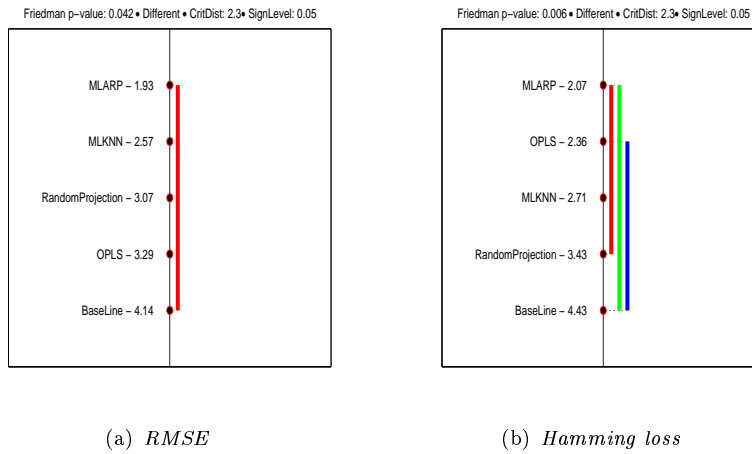 Friedman p-value: 0.042 • Different • CritDist: 2.3• SignLevel: 0.05
MLARP − 1.93
MLKNN − 2.57
RandomProjection − 3.07
OPLS − 3.29
BaseLine − 4.14
(a) RMSE
Friedman p-value: 0.006 • Different • CritDist: 2.3• SignLevel: 0.05
MLARP − 2.07
OPLS − 2.36
MLKNN − 2.71
RandomProjection − 3.43
BaseLine − 4.43
(b) Hamming loss